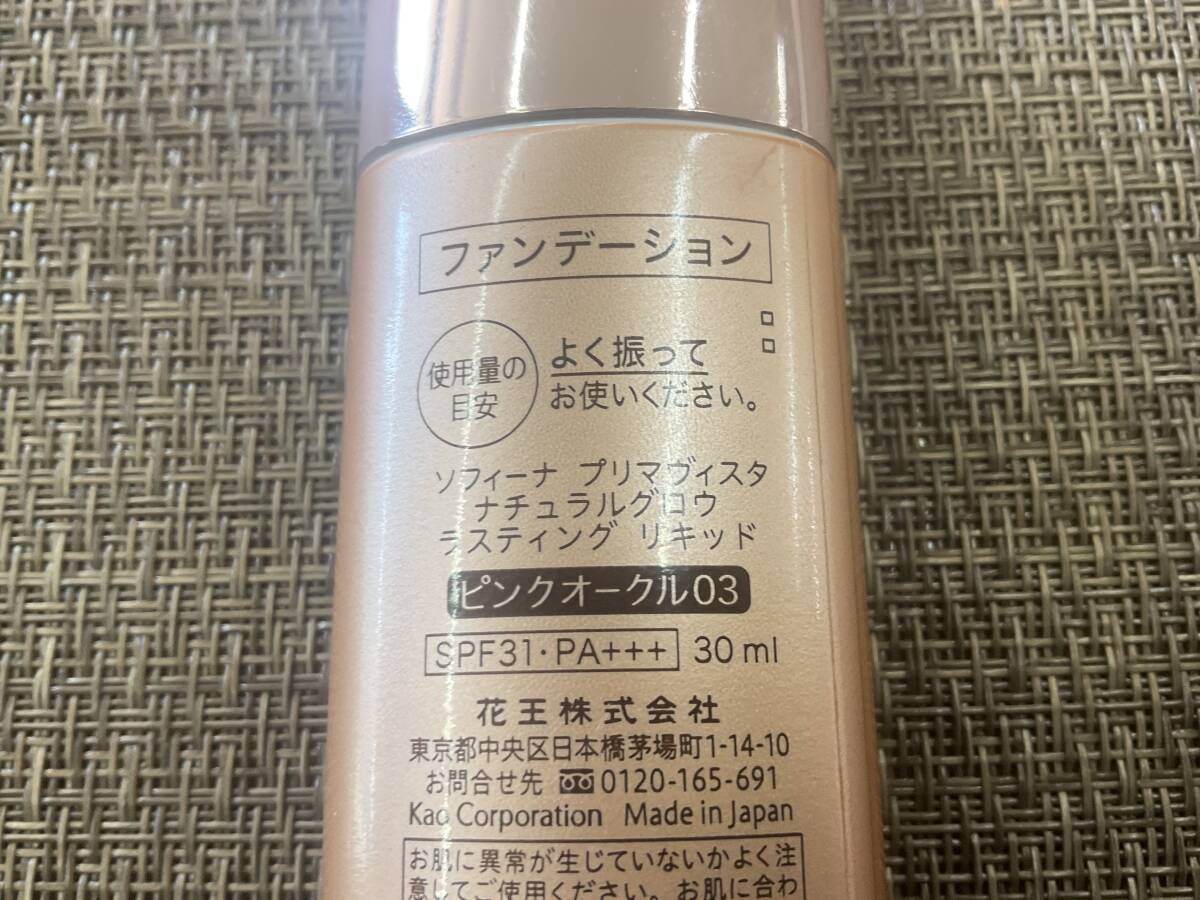 ファンデーション
使用量の
目安
よく振って
お使いください。
ソフィーナ プリマヴィスタ
ナチュラルグロウ
ラスティング リキッド
ピンクオークル03
SPF31・PA+++ 30ml
花王株式会社
東京都中央区日本橋茅場町1-14-10
お問合せ先 0120-165-691
Kao Corporation Made in Japan
お肌に異常が生じていないかよく注
意してご使用ください。お肌に合わ